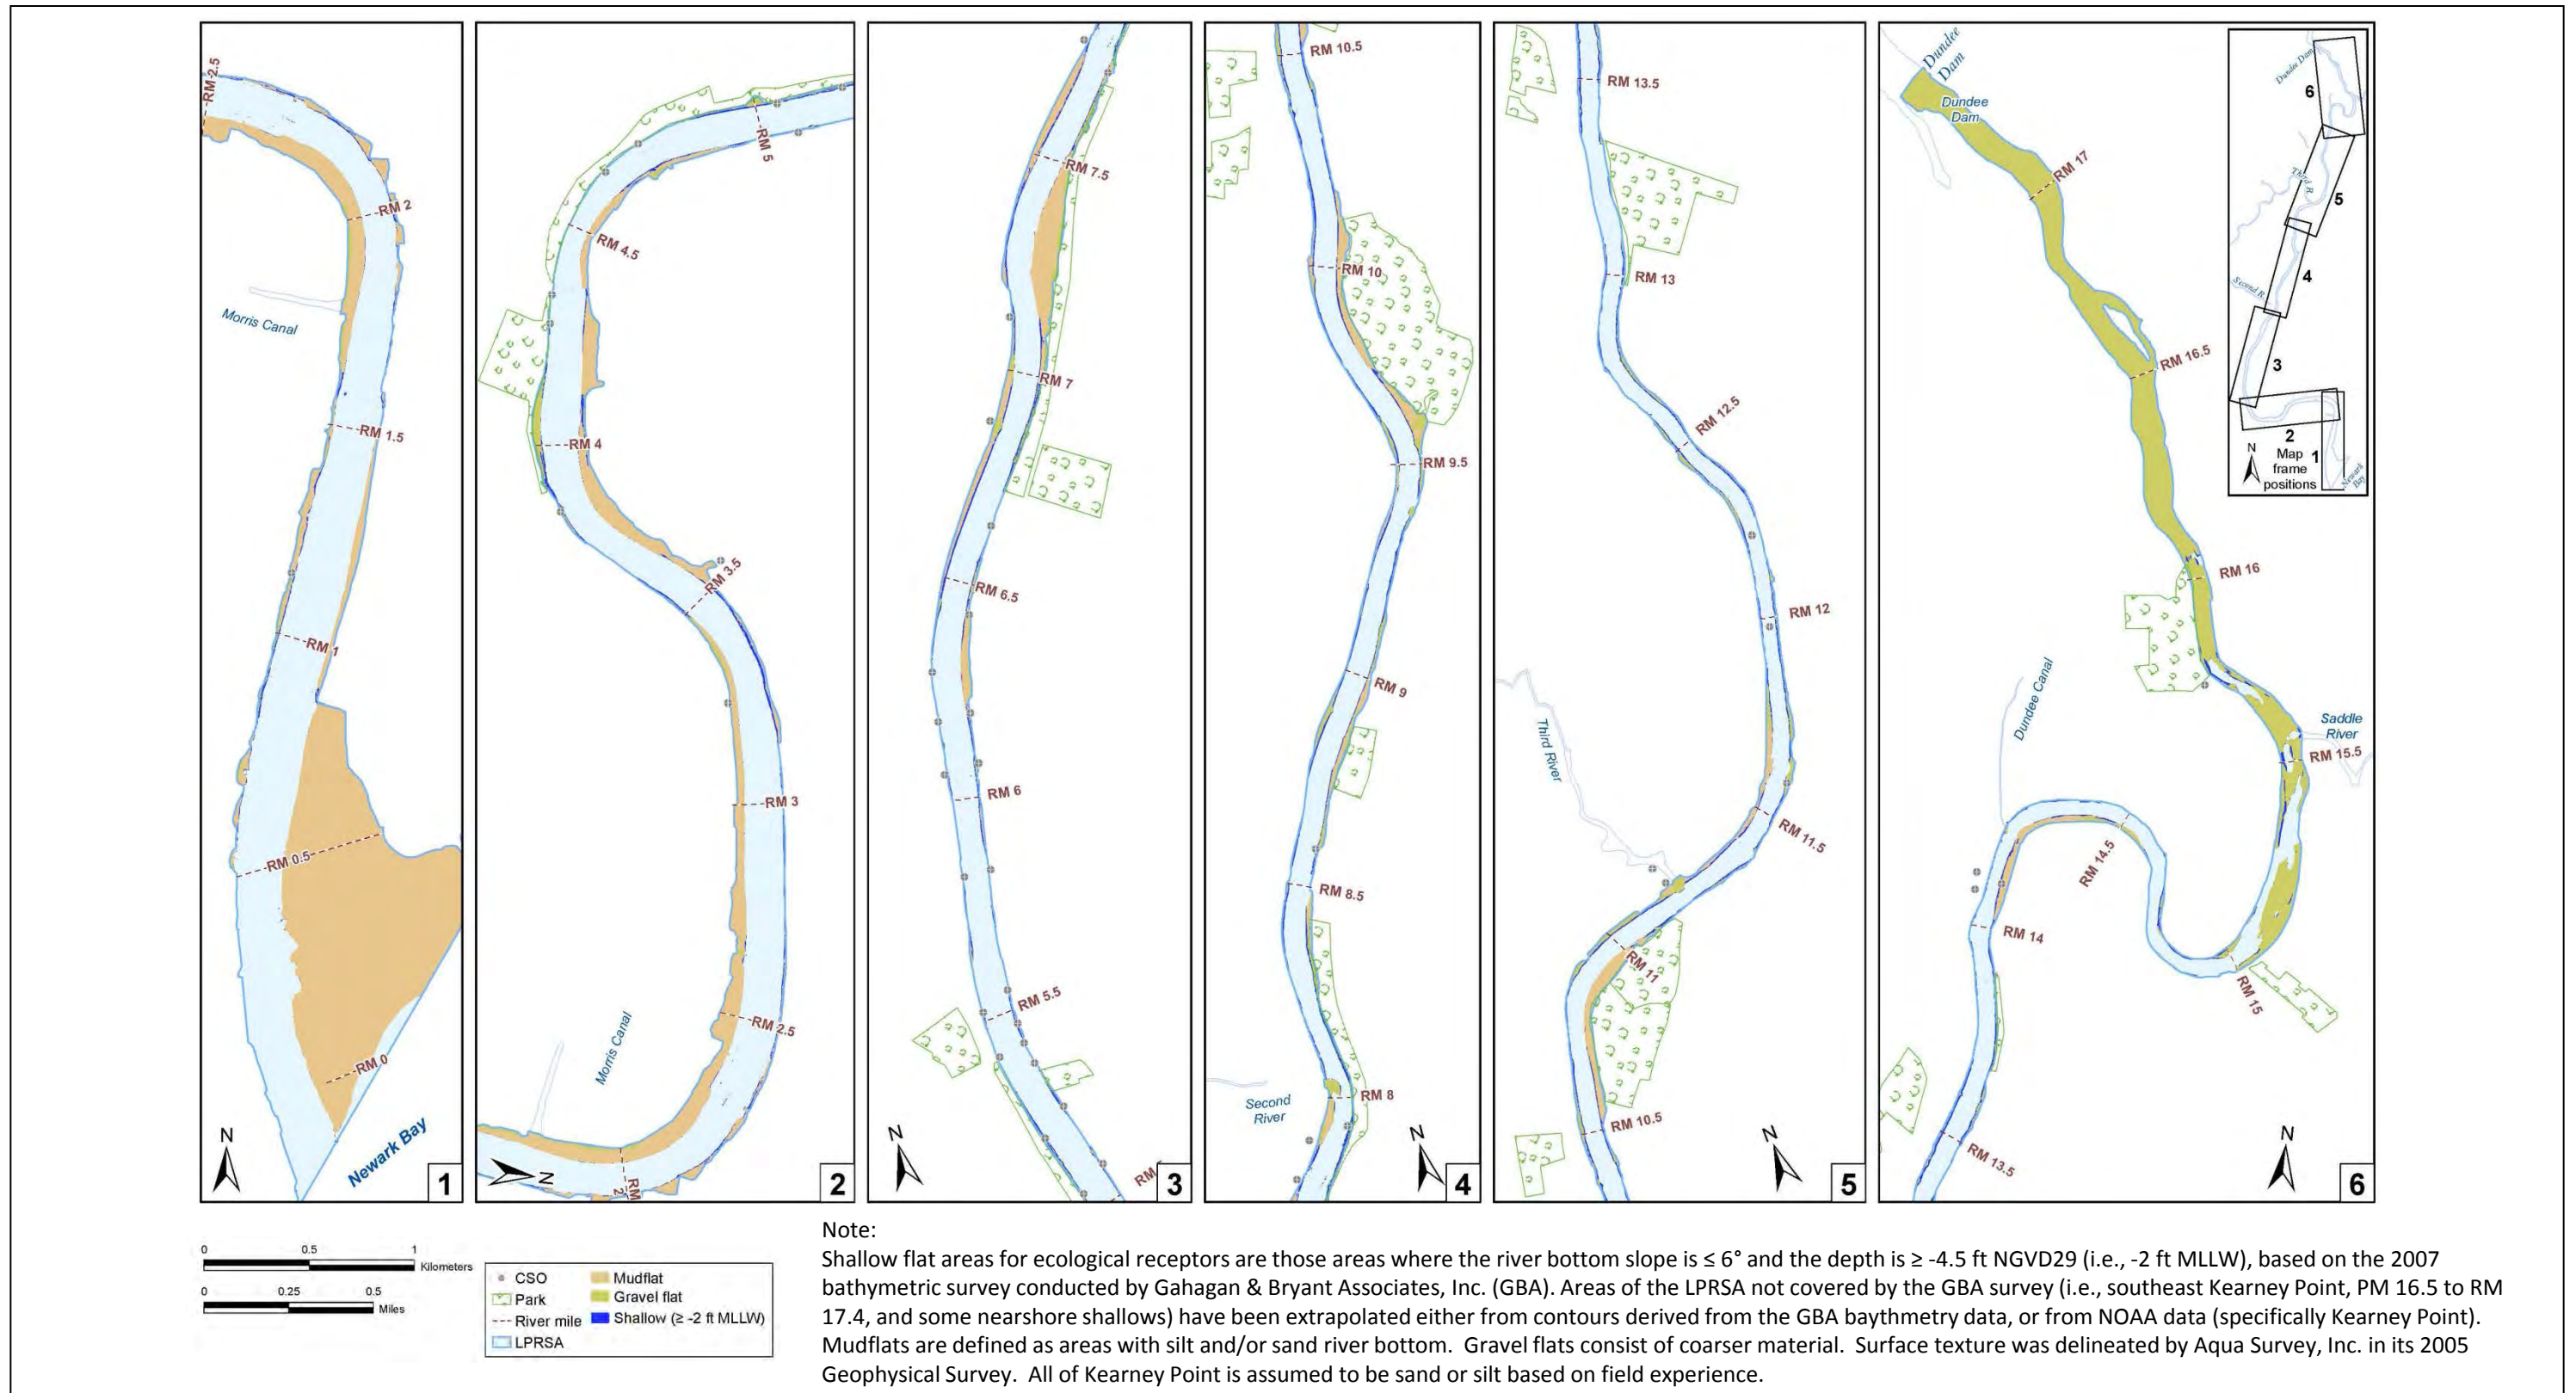 RM 2.5
RM 2
Morris Canal
RM 1.5
RM 1
RM 0.5
RM 0
Newark Bay
N
1
RM 5
RM 4.5
RM 4
RM 3.5
RM 3
RM 2.5
Morris Canal
RM 2
N
2
RM 7.5
RM 7
RM 6.5
RM 6
RM 5.5
RM
N
3
RM 10.5
RM 10
RM 9.5
RM 9
RM 8.5
RM 8
Second
River
N
4
RM 13.5
RM 13
RM 12.5
RM 12
Third River
RM 11.5
RM 11
RM 10.5
N
5
Dundee
Dam
Dundee
Dam
RM 17
RM 16.5
RM 16
Dundee Canal
Saddle
River
RM 15.5
RM 14.5
RM 14
RM 15
RM 13.5
N
6
Dundee Dam
6
Third R.
5
4
Second R.
3
2
1
N
Map
frame
positions
Newark
Bay
0 0.5 1
Kilometers
0 0.25 0.5
Miles
CSO
Park
River mile
LPRSA
Mudflat
Gravel flat
Shallow (≥ -2 ft MLLW)
Note:
Shallow flat areas for ecological receptors are those areas where the river bottom slope is ≤ 6° and the depth is ≥ -4.5 ft NGVD29 (i.e., -2 ft MLLW), based on the 2007
bathymetric survey conducted by Gahagan & Bryant Associates, Inc. (GBA). Areas of the LPRSA not covered by the GBA survey (i.e., southeast Kearney Point, PM 16.5 to RM
17.4, and some nearshore shallows) have been extrapolated either from contours derived from the GBA baythmetry data, or from NOAA data (specifically Kearney Point).
Mudflats are defined as areas with silt and/or sand river bottom. Gravel flats consist of coarser material. Surface texture was delineated by Aqua Survey, Inc. in its 2005
Geophysical Survey. All of Kearney Point is assumed to be sand or silt based on field experience.